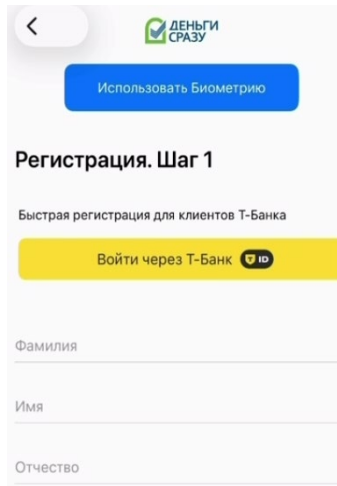 ДЕНЬГИ
СРАЗУ
Использовать Биометрию
Регистрация. Шаг 1
Быстрая регистрация для клиентов Т-Банка
Войти через Т-Банк T ID
Фамилия
Имя
Отчество